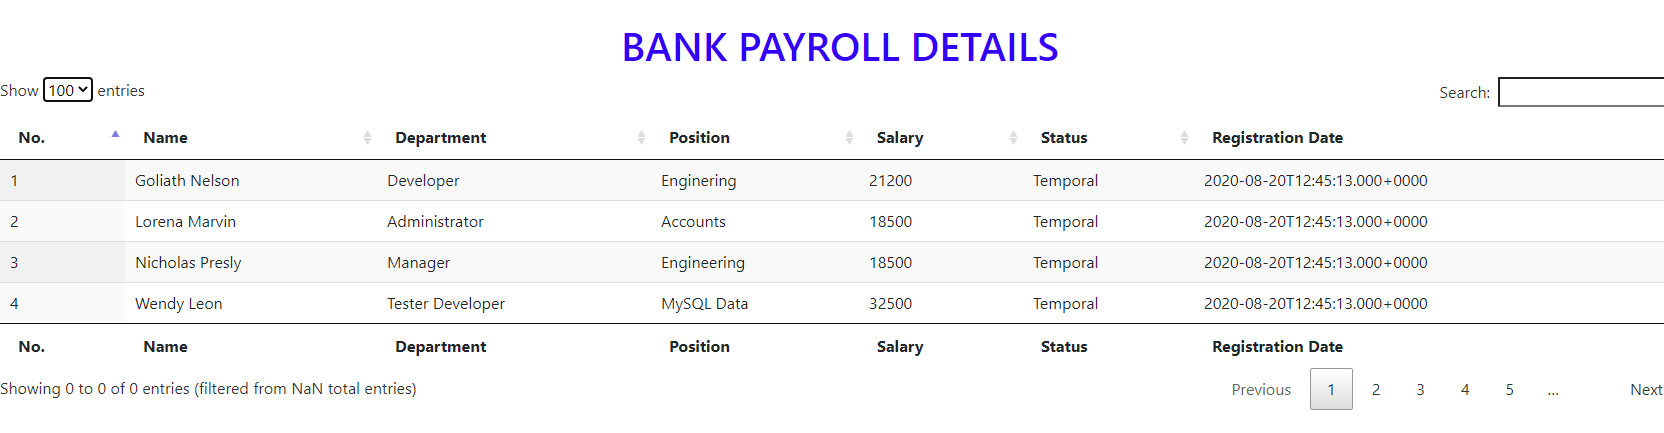 BANK PAYROLL DETAILS
Show 100 entries Search:
No. Name Department Position Salary Status Registration Date
1 Goliath Nelson Developer Enginering 21200 Temporal 2020-08-20T12:45:13.000+0000
2 Lorena Marvin Administrator Accounts 18500 Temporal 2020-08-20T12:45:13.000+0000
3 Nicholas Presly Manager Engineering 18500 Temporal 2020-08-20T12:45:13.000+0000
4 Wendy Leon Tester Developer MySQL Data 32500 Temporal 2020-08-20T12:45:13.000+0000
No. Name Department Position Salary Status Registration Date
Showing 0 to 0 of 0 entries (filtered from NaN total entries) Previous 1 2 3 4 5 ... Next